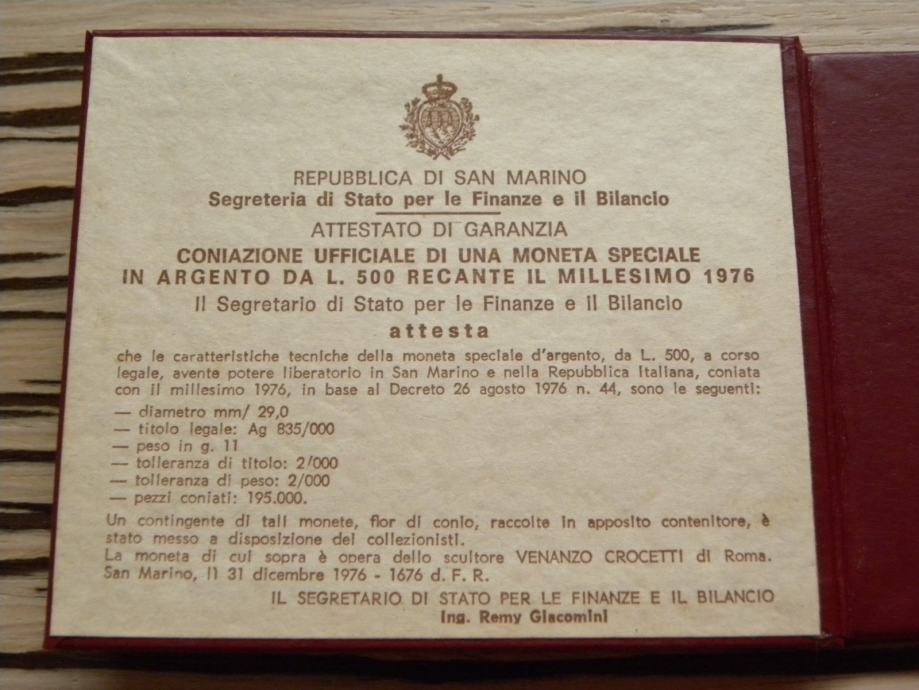 REPUBBLICA DI SAN MARINO
Segreteria di Stato per le Finanze e il Bilancio
ATTESTATO DI GARANZIA
CONIAZIONE UFFICIALE DI UNA MONETA SPECIALE
IN ARGENTO DA L. 500 RECANTE IL MILLESIMO 1976
Il Segretario di Stato per le Finanze e il Bilancio
attesta
che le caratteristiche tecniche della moneta speciale d'argento, da L. 500, a corso
legale, avente potere liberatorio in San Marino e nella Repubblica Italiana, coniata
con il millesimo 1976, in base al Decreto 26 agosto 1976 n. 44, sono le seguenti:
— diametro mm/ 29,0
— titolo legale: Ag 835/000
— peso in g. 11
— tolleranza di titolo: 2/000
— tolleranza di peso: 2/000
— pezzi coniati: 195.000.
Un contingente di tali monete, fior di conio, raccolte in apposito contenitore, è
stato messo a disposizione dei collezionisti.
La moneta di cui sopra è opera dello scultore VENANZO CROCETTI di Roma.
San Marino, li 31 dicembre 1976 - 1676 d. F. R.
IL SEGRETARIO DI STATO PER LE FINANZE E IL BILANCIO
Ing. Remy Giacomini